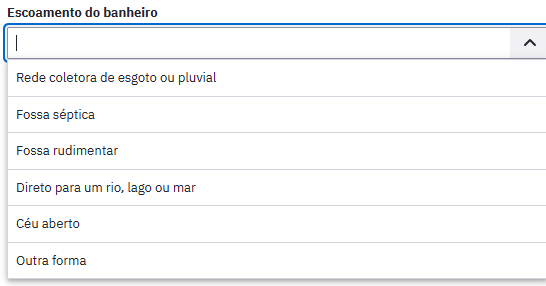 Escoamento do banheiro
Rede coletora de esgoto ou pluvial
Fossa séptica
Fossa rudimentar
Direto para um rio, lago ou mar
Céu aberto
Outra forma